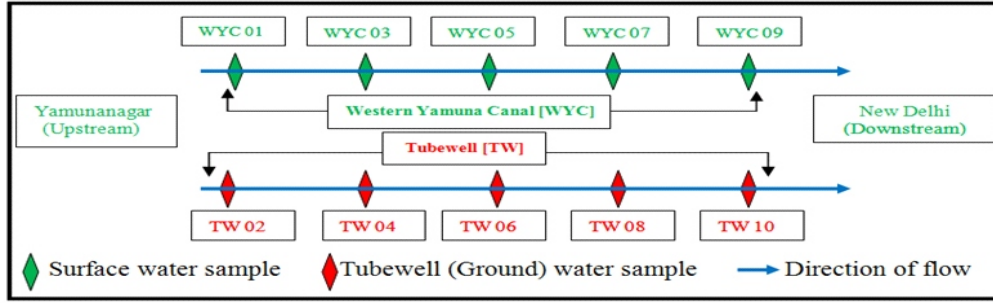 WYC 01
WYC 03
WYC 05
WYC 07
WYC 09
Yamunanagar
(Upstream)
Western Yamuna Canal [WYC]
New Delhi
(Downstream)
Tubewell [TW]
TW 02
TW 04
TW 06
TW 08
TW 10
Surface water sample
Tubewell (Ground) water sample
Direction of flow